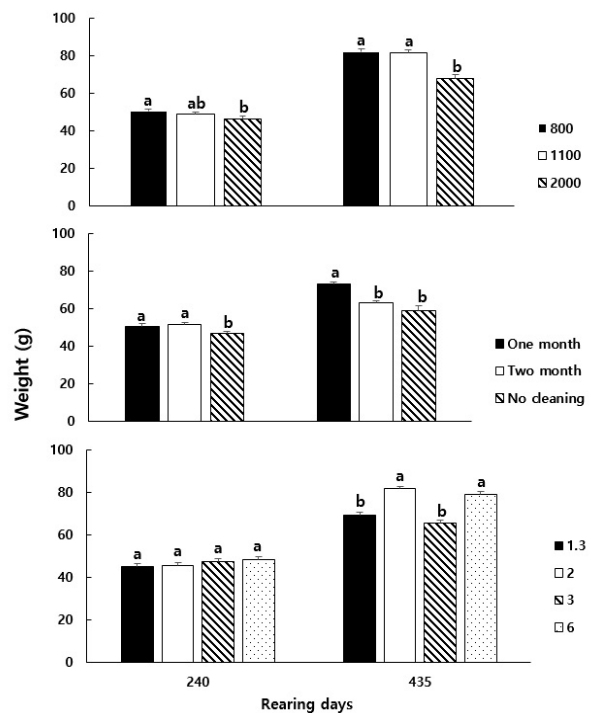 100
80
60
40
20
0
a
ab
b
a
a
b
800
1100
2000
100
80
60
40
20
0
a
a
b
a
b
b
One month
Two month
No cleaning
Weight (g)
100
80
60
40
20
0
a
a
a
a
b
a
b
a
1.3
2
3
6
240
435
Rearing days